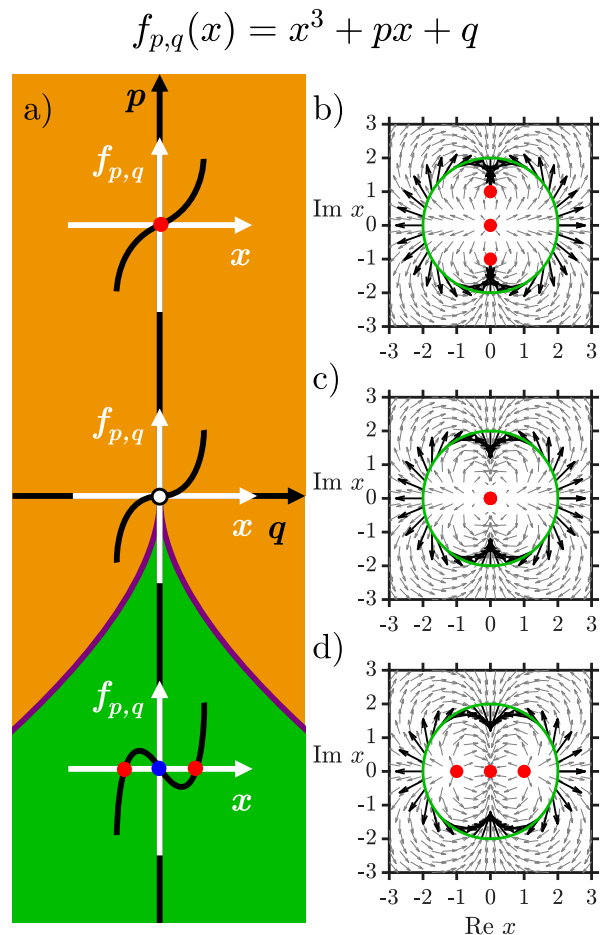 f_{p,q}(x) = x^3 + px + q
a)
p
f_{p,q}
x
f_{p,q}
x
q
f_{p,q}
x
b)
3
2
1
Im x
0
-1
-2
-3
-3 -2 -1 0 1 2 3
c)
3
2
1
Im x
0
-1
-2
-3
-3 -2 -1 0 1 2 3
d)
3
2
1
Im x
0
-1
-2
-3
-3 -2 -1 0 1 2 3
Re x